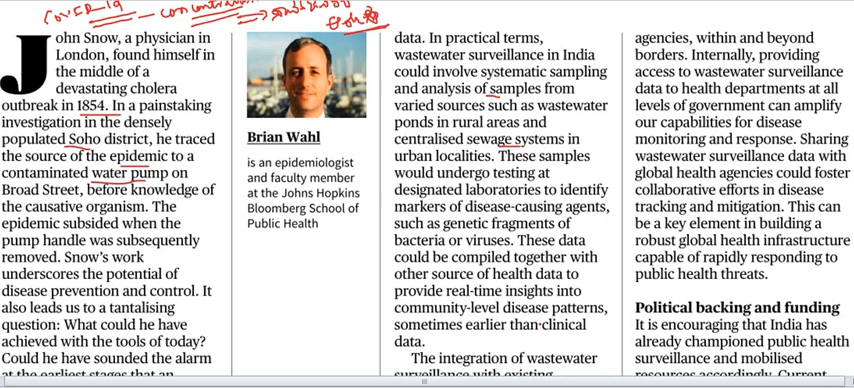 COVER-19
John Snow, a physician in
London, found himself in
the middle of a
devastating cholera
outbreak in 1854. In a painstaking
investigation in the densely
populated Soho district, he traced
the source of the epidemic to a
contaminated water pump on
Broad Street, before knowledge of
the causative organism. The
epidemic subsided when the
pump handle was subsequently
removed. Snow’s work
underscores the potential of
disease prevention and control. It
also leads us to a tantalising
question: What could he have
achieved with the tools of today?
Could he have sounded the alarm
at the earliest stages that an
Brian Wahl
is an epidemiologist
and faculty member
at the Johns Hopkins
Bloomberg School of
Public Health
data. In practical terms,
wastewater surveillance in India
could involve systematic sampling
and analysis of samples from
varied sources such as wastewater
ponds in rural areas and
centralised sewage systems in
urban localities. These samples
would undergo testing at
designated laboratories to identify
markers of disease-causing agents,
such as genetic fragments of
bacteria or viruses. These data
could be compiled together with
other source of health data to
provide real-time insights into
community-level disease patterns,
sometimes earlier than clinical
data.
The integration of wastewater
surveillance with existing
agencies, within and beyond
borders. Internally, providing
access to wastewater surveillance
data to health departments at all
levels of government can amplify
our capabilities for disease
monitoring and response. Sharing
wastewater surveillance data with
global health agencies could foster
collaborative efforts in disease
tracking and mitigation. This can
be a key element in building a
robust global health infrastructure
capable of rapidly responding to
public health threats.
Political backing and funding
It is encouraging that India has
already championed public health
surveillance and mobilised
resources accordingly. Current